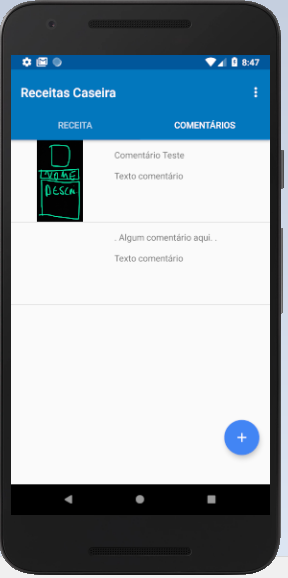 8:47
Receitas Caseira
RECEITA COMENTÁRIOS
NOME
DESCR
Comentário Teste
Texto comentário
. Algum comentário aqui. .
Texto comentário
+